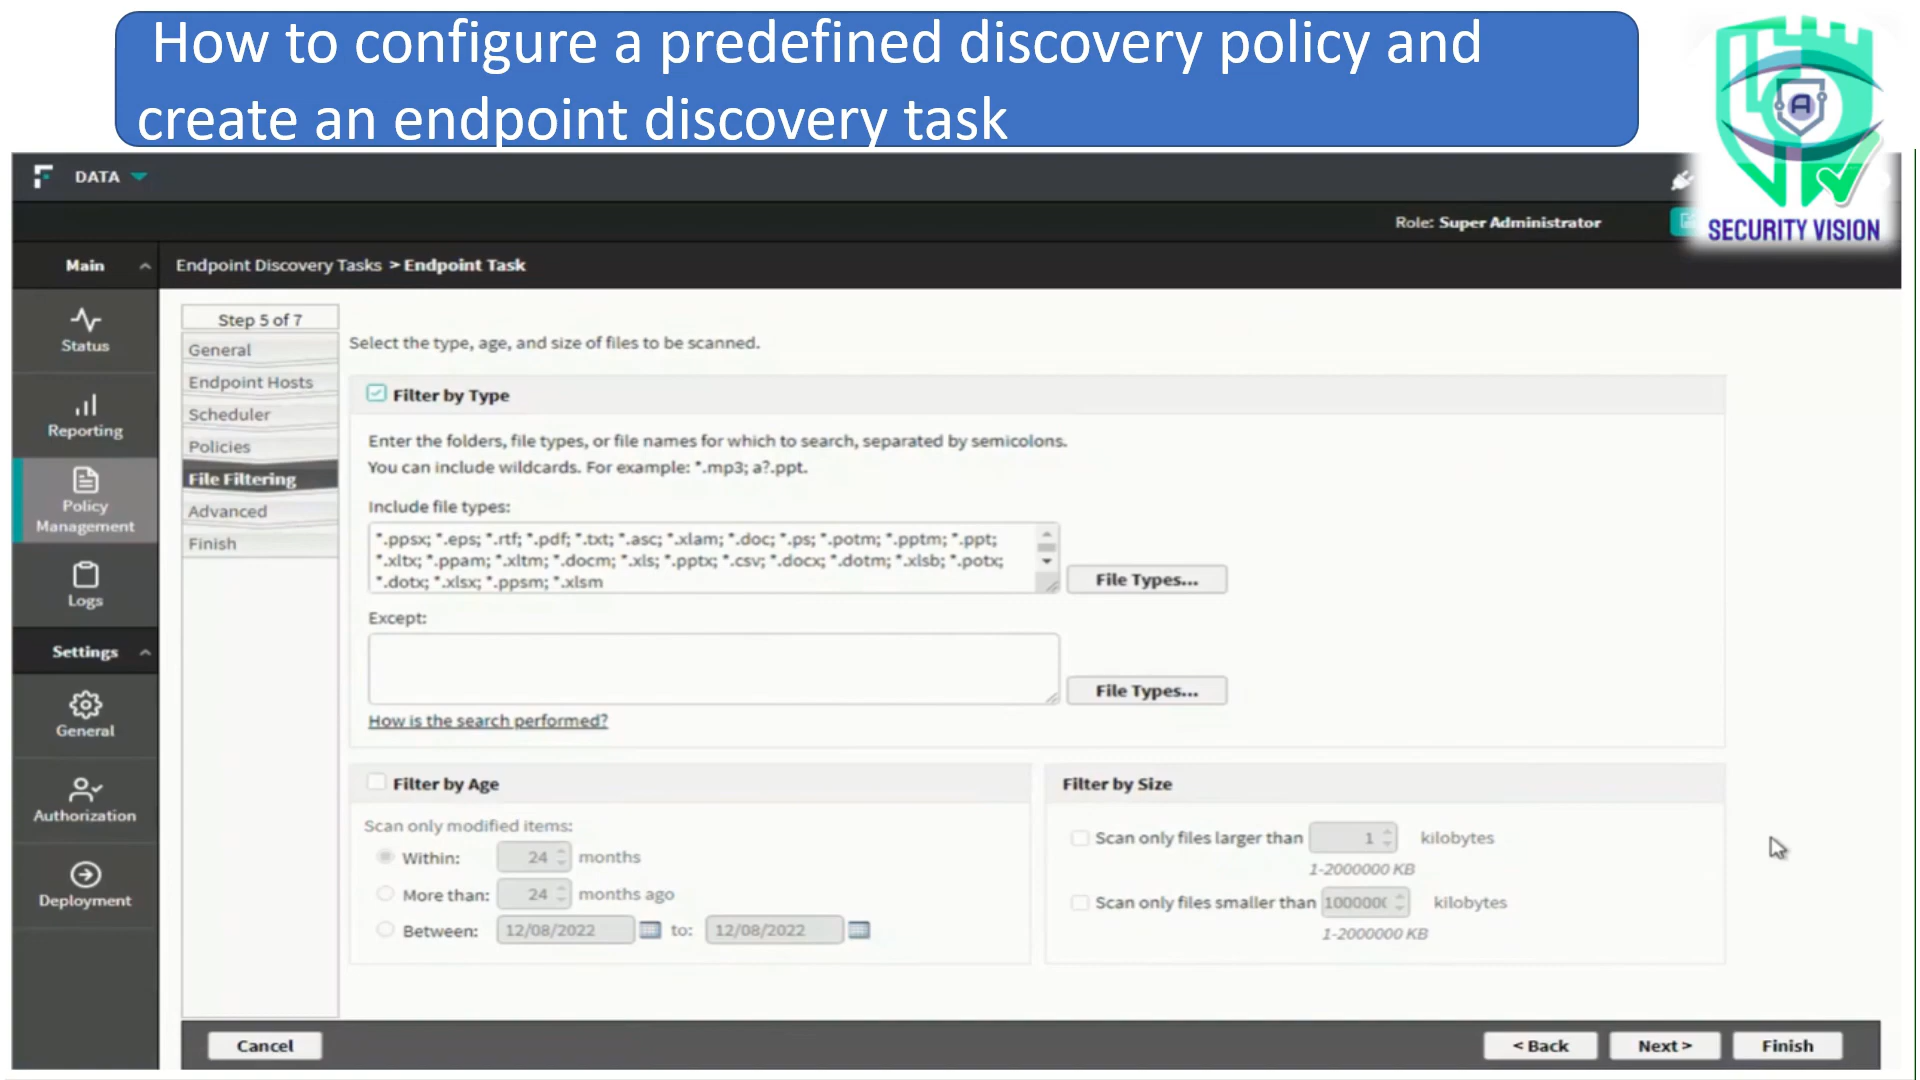 How to configure a predefined discovery policy and
create an endpoint discovery task
DATA
Role: Super Administrator
SECURITY VISION
A
Main
Endpoint Discovery Tasks > Endpoint Task
Status
Reporting
Policy
Management
Logs
Settings
General
Authorization
Deployment
Step 5 of 7
General
Endpoint Hosts
Scheduler
Policies
File Filtering
Advanced
Finish
Select the type, age, and size of files to be scanned.
Filter by Type
Enter the folders, file types, or file names for which to search, separated by semicolons.
You can include wildcards. For example: *.mp3; a?.ppt.
Include file types:
*.ppsx; *.eps; *.rtf; *.pdf; *.txt; *.asc; *.xlam; *.doc; *.ps; *.potm; *.pptm; *.ppt;
*.xltx; *.ppam; *.xltm; *.docm; *.xls; *.pptx; *.csv; *.docx; *.dotm; *.xlsb; *.potx;
*.dotx; *.xlsx; *.ppsm; *.xlsm
File Types...
Except:
File Types...
How is the search performed?
Filter by Age
Scan only modified items:
Within: 24 months
More than: 24 months ago
Between: 12/08/2022 to: 12/08/2022
Filter by Size
Scan only files larger than 1 kilobytes
1-2000000 KB
Scan only files smaller than 100000( kilobytes
1-2000000 KB
Cancel
< Back
Next >
Finish